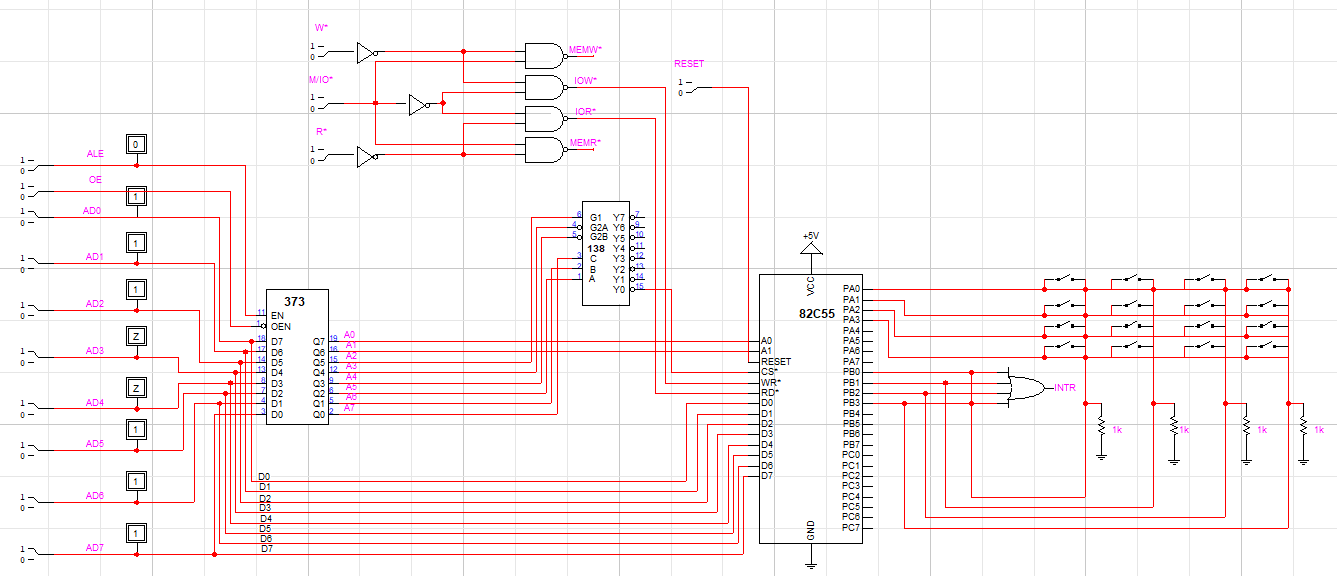 W*
1
0
MEMW*
M/IO*
1
0
IOW*
RESET
1
0
IOR*
R*
1
0
MEMR*
ALE
1
0
0
OE
1
0
1
AD0
1
0
AD1
1
0
1
AD2
1
0
1
AD3
1
0
Z
AD4
1
0
Z
AD5
1
0
1
AD6
1
0
1
AD7
1
0
1
373
11 EN
1 OEN
18 D7 Q7 19 A0
17 D6 Q6 16 A1
14 D5 Q5 15 A2
13 D4 Q4 12 A3
8 D3 Q3 9 A4
7 D2 Q2 6 A5
4 D1 Q1 5 A6
3 D0 Q0 2 A7
D0
D1
D2
D3
D4
D5
D6
D7
6 G1 Y7 7
4 G2A Y6 9
5 G2B Y5 10
138 Y4 11
3 C Y3 12
2 B Y2 13
1 A Y1 14
Y0 15
+5V
VCC
82C55
PA0
PA1
PA2
PA3
PA4
A0 PA5
A1 PA6
RESET PA7
CS* PB0
WR* PB1
RD* PB2
D0 PB3
D1 PB4
D2 PB5
D3 PB6
D4 PB7
D5 PC0
D6 PC1
D7 PC2
PC3
PC4
PC5
PC6
PC7
GND
INTR
1k
1k
1k
1k